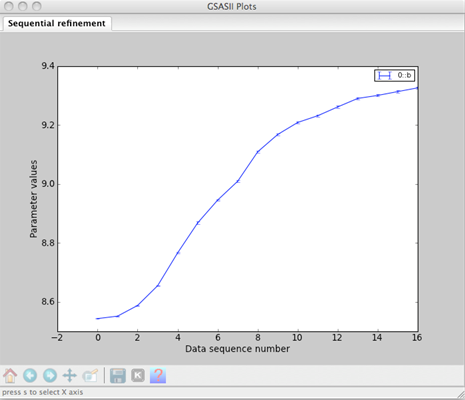 GSASII Plots
Sequential refinement
0::b
9.4
9.2
9.0
8.8
8.6
Parameter values
−2 0 2 4 6 8 10 12 14 16
Data sequence number
K ?
press s to select X axis